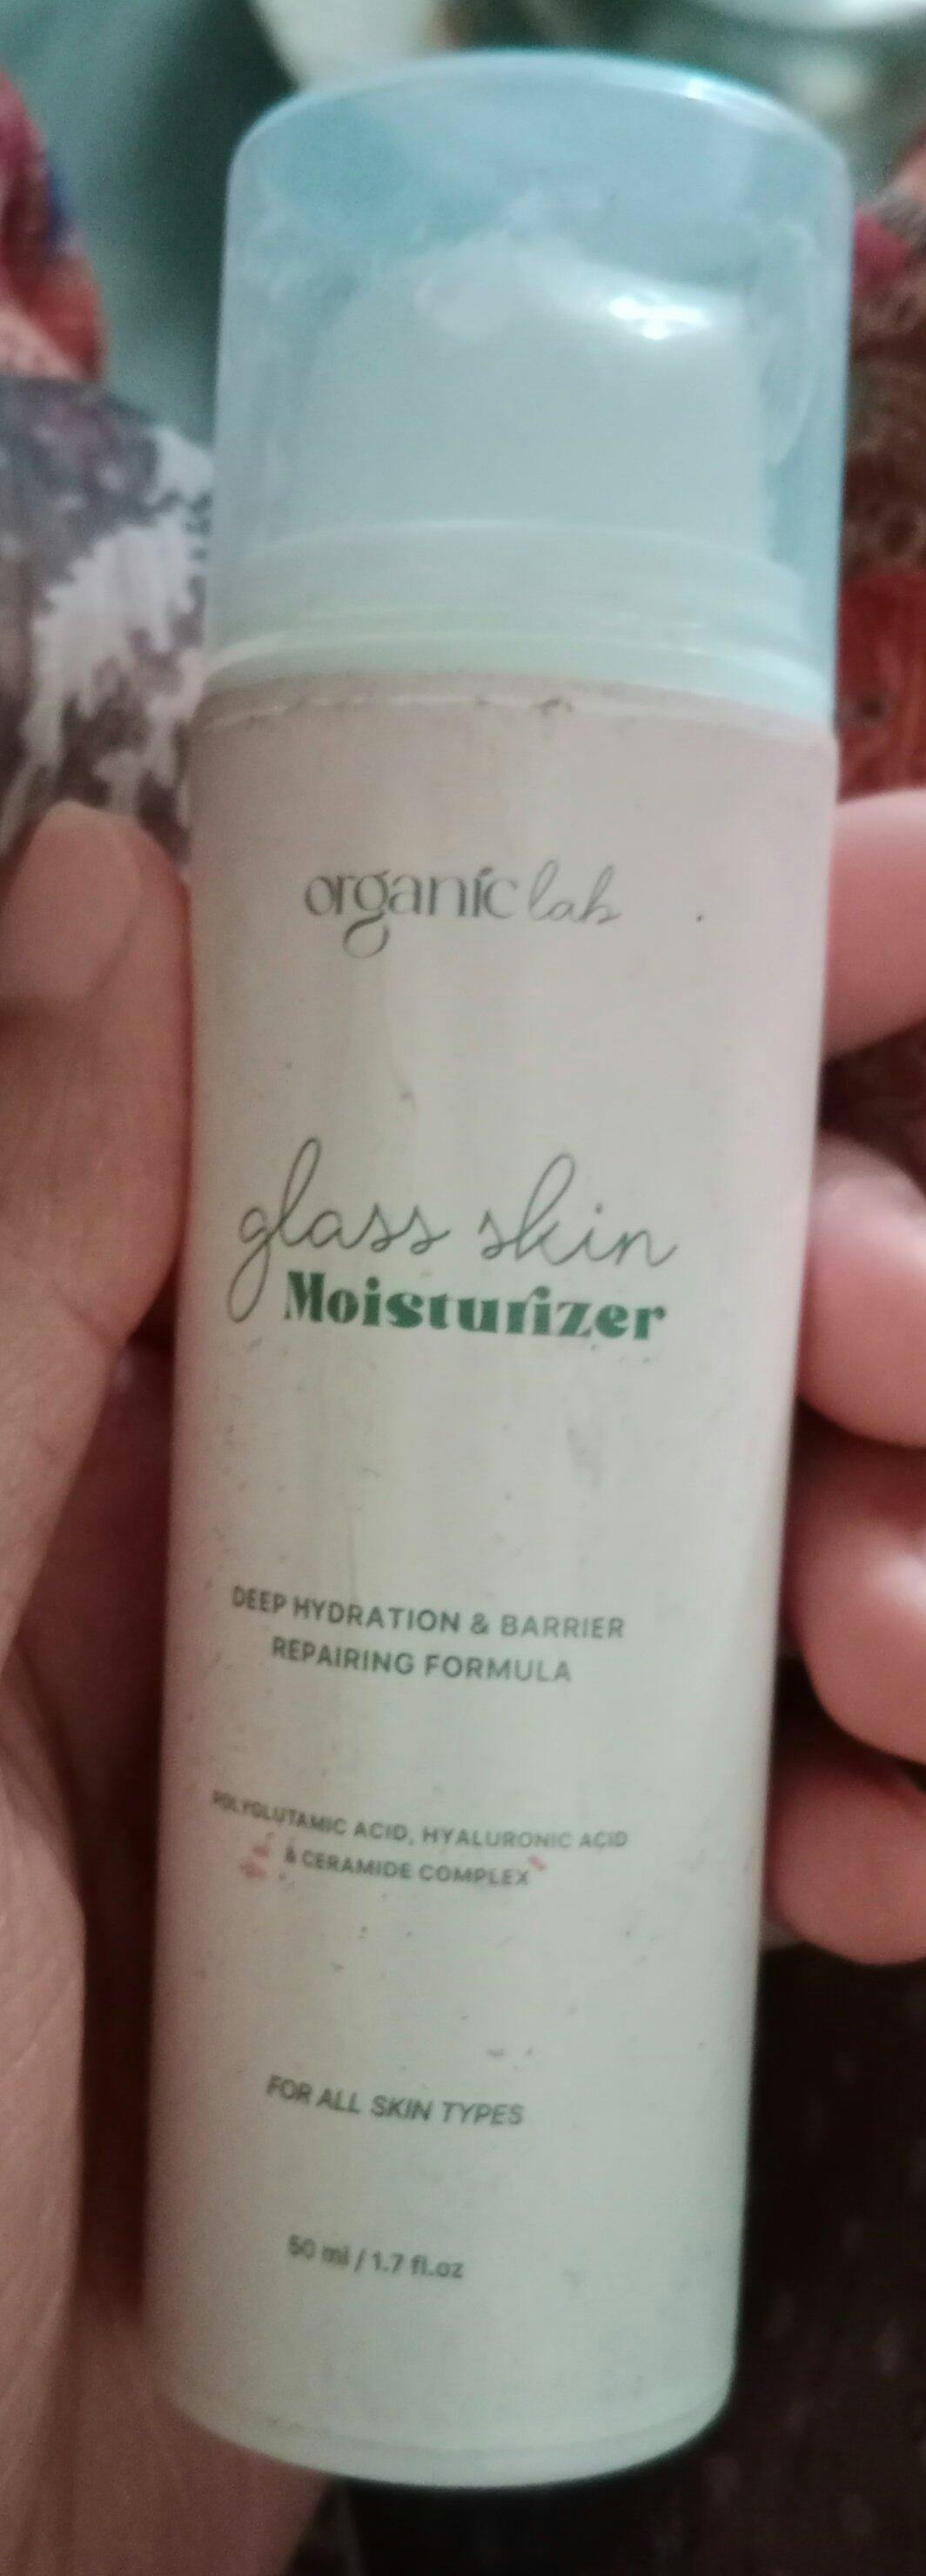 organic lab
glass skin
Moisturizer
DEEP HYDRATION & BARRIER
REPAIRING FORMULA
POLYGLUTAMIC ACID, HYALURONIC ACID
& CERAMIDE COMPLEX
FOR ALL SKIN TYPES
50 ml / 1.7 fl.oz